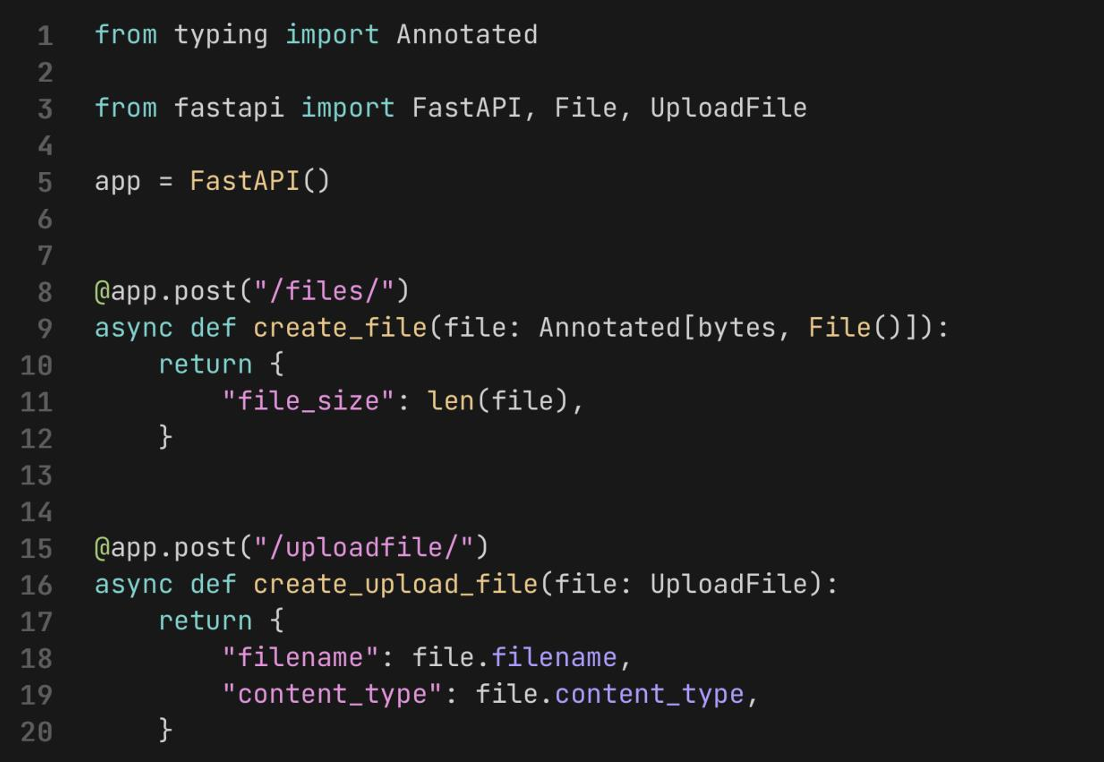 1 from typing import Annotated
2
3 from fastapi import FastAPI, File, UploadFile
4
5 app = FastAPI()
6
7
8 @app.post("/files/")
9 async def create_file(file: Annotated[bytes, File()]):
10     return {
11         "file_size": len(file),
12     }
13
14
15 @app.post("/uploadfile/")
16 async def create_upload_file(file: UploadFile):
17     return {
18         "filename": file.filename,
19         "content_type": file.content_type,
20     }